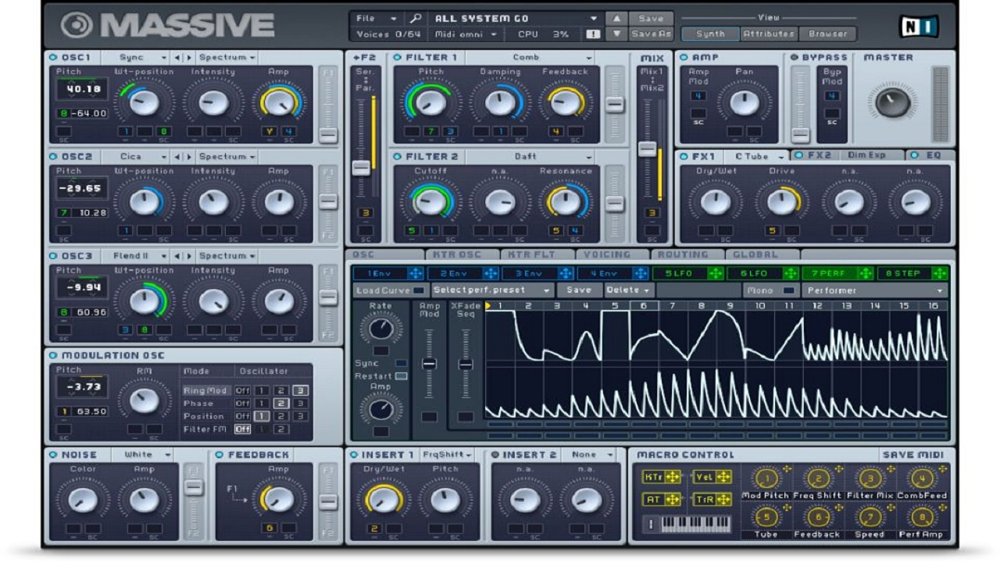 MASSIVE
File ALL SYSTEM GO Save View
Voices 0/64 Midi omni CPU 3% ! Save As Synth Attributes Browser
NI
OSC1 Sync Spectrum
Pitch Wt-position Intensity Amp F1
40.18
8 -64.00
1 8 Y 4
SC SC SC
OSC2 Cica Spectrum
Pitch Wt-position Intensity Amp F1
-29.65
7 10.28
1
SC SC SC F2
OSC3 Flend II Spectrum
Pitch Wt-position Intensity Amp F1
-9.94
8 60.96
3 8
SC SC SC F2
MODULATION OSC
Pitch RM Mode Oscillator
-3.73
Ring Mod Off 1 2 3
Phase Off 1 2 3
1 63.50
Position Off 1 2 3
Filter FM Off 1 2
SC SC
NOISE White
Color Amp F1
SC SC F2
FEEDBACK
Amp F1
F1
6
SC F2
F2
Ser.
Par.
3
SC
FILTER 1 Comb
Pitch Damping Feedback
7 3 1 4
SC SC SC
FILTER 2 Daft
Cutoff n.a. Resonance
5 1 5 4
SC SC SC
MIX
Mix1
Mix2
3
SC
AMP BYPASS MASTER
Amp Mod Pan Byp Mod
4 4
SC SC SC
FX1 C Tube FX2 Dim Exp EQ
Dry/Wet Drive n.a. n.a.
5
SC SC SC SC
OSC KTR OSC KTR FLT VOICING ROUTING GLOBAL
1 Env 2 Env 3 Env 4 Env 5 LFO 6 LFO 7 PERF 8 STEP
Load Curve Select perf. preset Save Delete Mono Performer
Rate Amp Mod XFade Seq 1 2 3 4 5 6 7 8 9 10 11 12 13 14 15 16
Sync
Restart
Amp
INSERT 1 FrqShift
Dry/Wet Pitch
2
SC SC
INSERT 2 None
n.a. n.a.
SC SC
MACRO CONTROL SAVE MIDI
KTr Vel 1 2 3 4
Mod Pitch Freq Shift Filter Mix CombFeed
AT TrR 5 6 7 8
Tube Feedback Speed Perf Amp